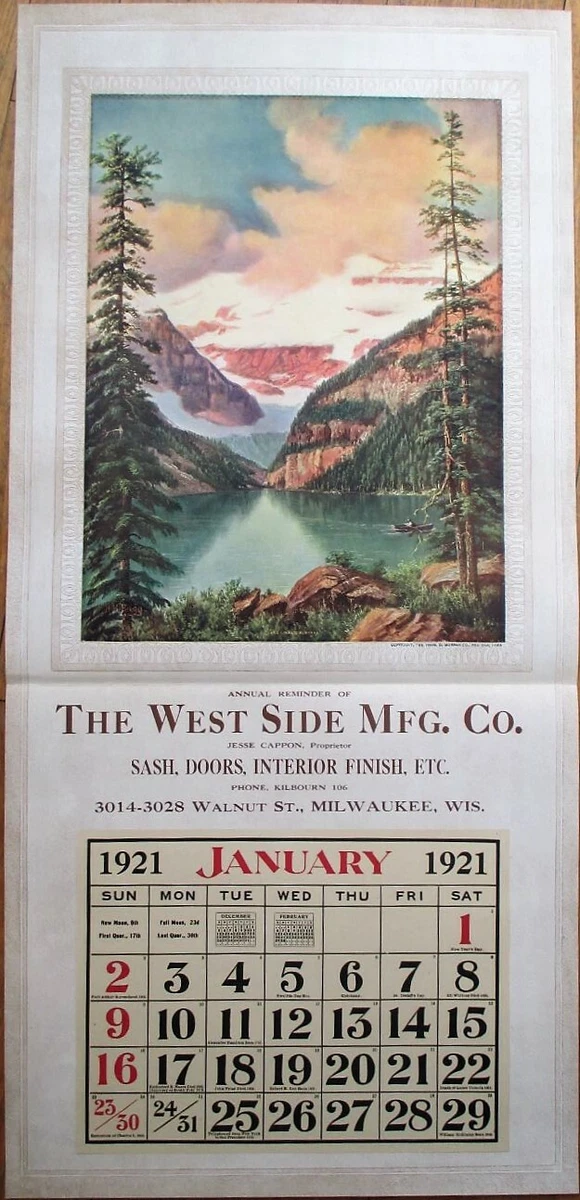 ANNUAL REMINDER OF
THE WEST SIDE MFG. CO.
JESSE CAPPON, Proprietor
SASH, DOORS, INTERIOR FINISH, ETC.
PHONE, KILBOURN 106
3014-3028 WALNUT ST., MILWAUKEE, WIS.
1921 JANUARY 1921
SUN MON TUE WED THU FRI SAT
New Moon, 9th Full Moon, 23d DECEMBER FEBRUARY 1
First Quar., 17th Last Quar., 30th
New Year's Day
2 3 4 5 6 7 8
9 10 11 12 13 14 15
16 17 18 19 20 21 22
23/30 24/31 25 26 27 28 29